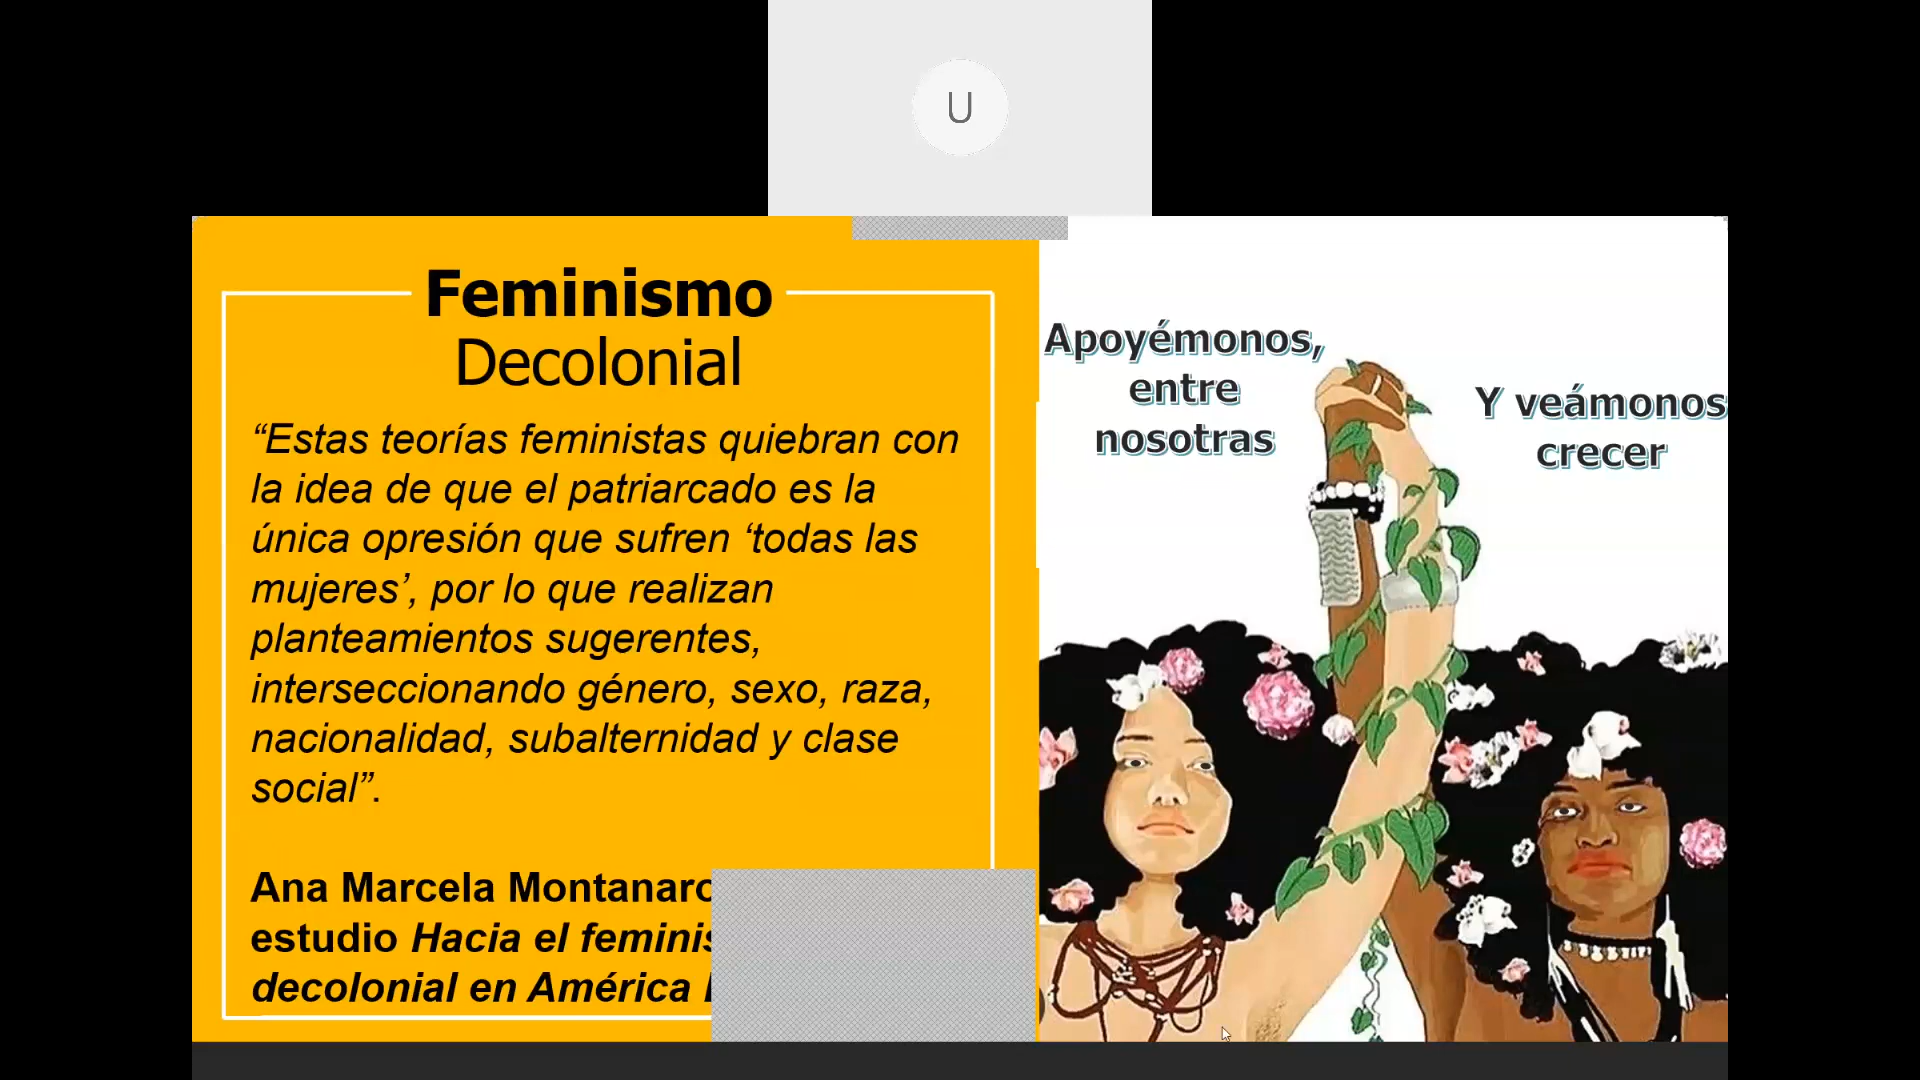 U
Feminismo
Decolonial
“Estas teorías feministas quiebran con
la idea de que el patriarcado es la
única opresión que sufren ‘todas las
mujeres’, por lo que realizan
planteamientos sugerentes,
interseccionando género, sexo, raza,
nacionalidad, subalternidad y clase
social”.
Ana Marcela Montanaro
estudio Hacia el
decolonial en América
Apoyémonos,
entre
nosotras
Y veámonos
crecer